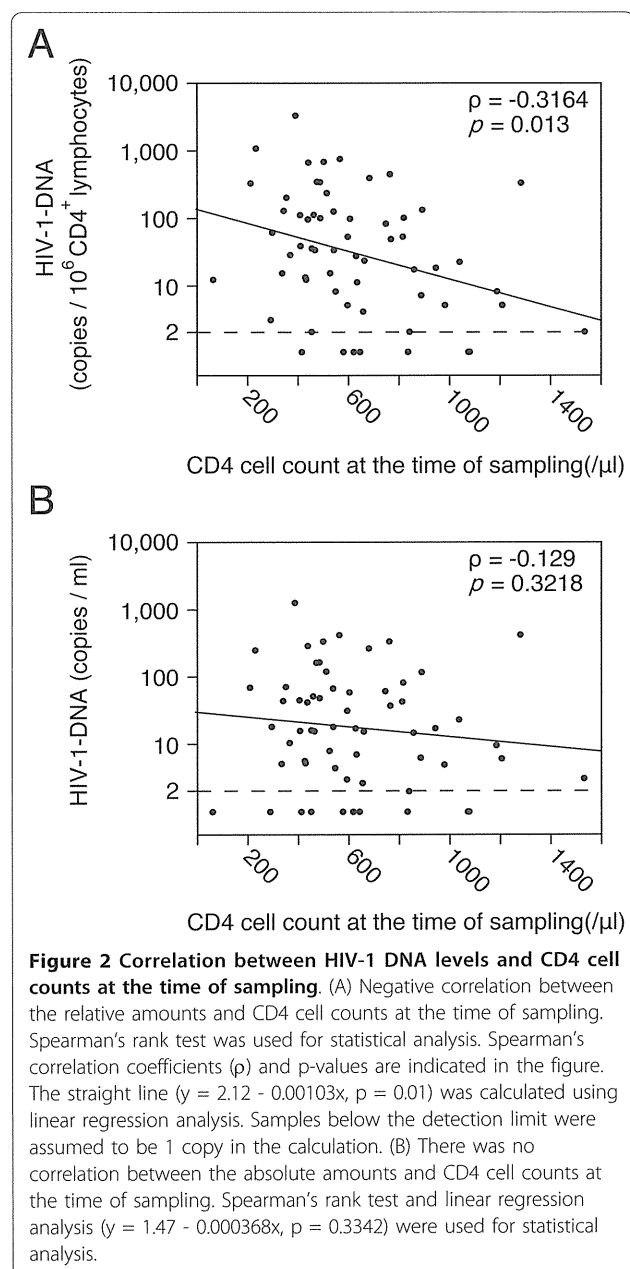 A
10,000
1,000
100
10
2
HIV-1-DNA
(copies / 10⁶ CD4⁺ lymphocytes)
ρ = -0.3164
p = 0.013
200
600
1000
1400
CD4 cell count at the time of sampling(/μl)
B
10,000
1,000
100
10
2
HIV-1-DNA (copies / ml)
ρ = -0.129
p = 0.3218
200
600
1000
1400
CD4 cell count at the time of sampling(/μl)
Figure 2 Correlation between HIV-1 DNA levels and CD4 cell
counts at the time of sampling. (A) Negative correlation between
the relative amounts and CD4 cell counts at the time of sampling.
Spearman's rank test was used for statistical analysis. Spearman's
correlation coefficients (ρ) and p-values are indicated in the figure.
The straight line (y = 2.12 - 0.00103x, p = 0.01) was calculated using
linear regression analysis. Samples below the detection limit were
assumed to be 1 copy in the calculation. (B) There was no
correlation between the absolute amounts and CD4 cell counts at
the time of sampling. Spearman's rank test and linear regression
analysis (y = 1.47 - 0.000368x, p = 0.3342) were used for statistical
analysis.